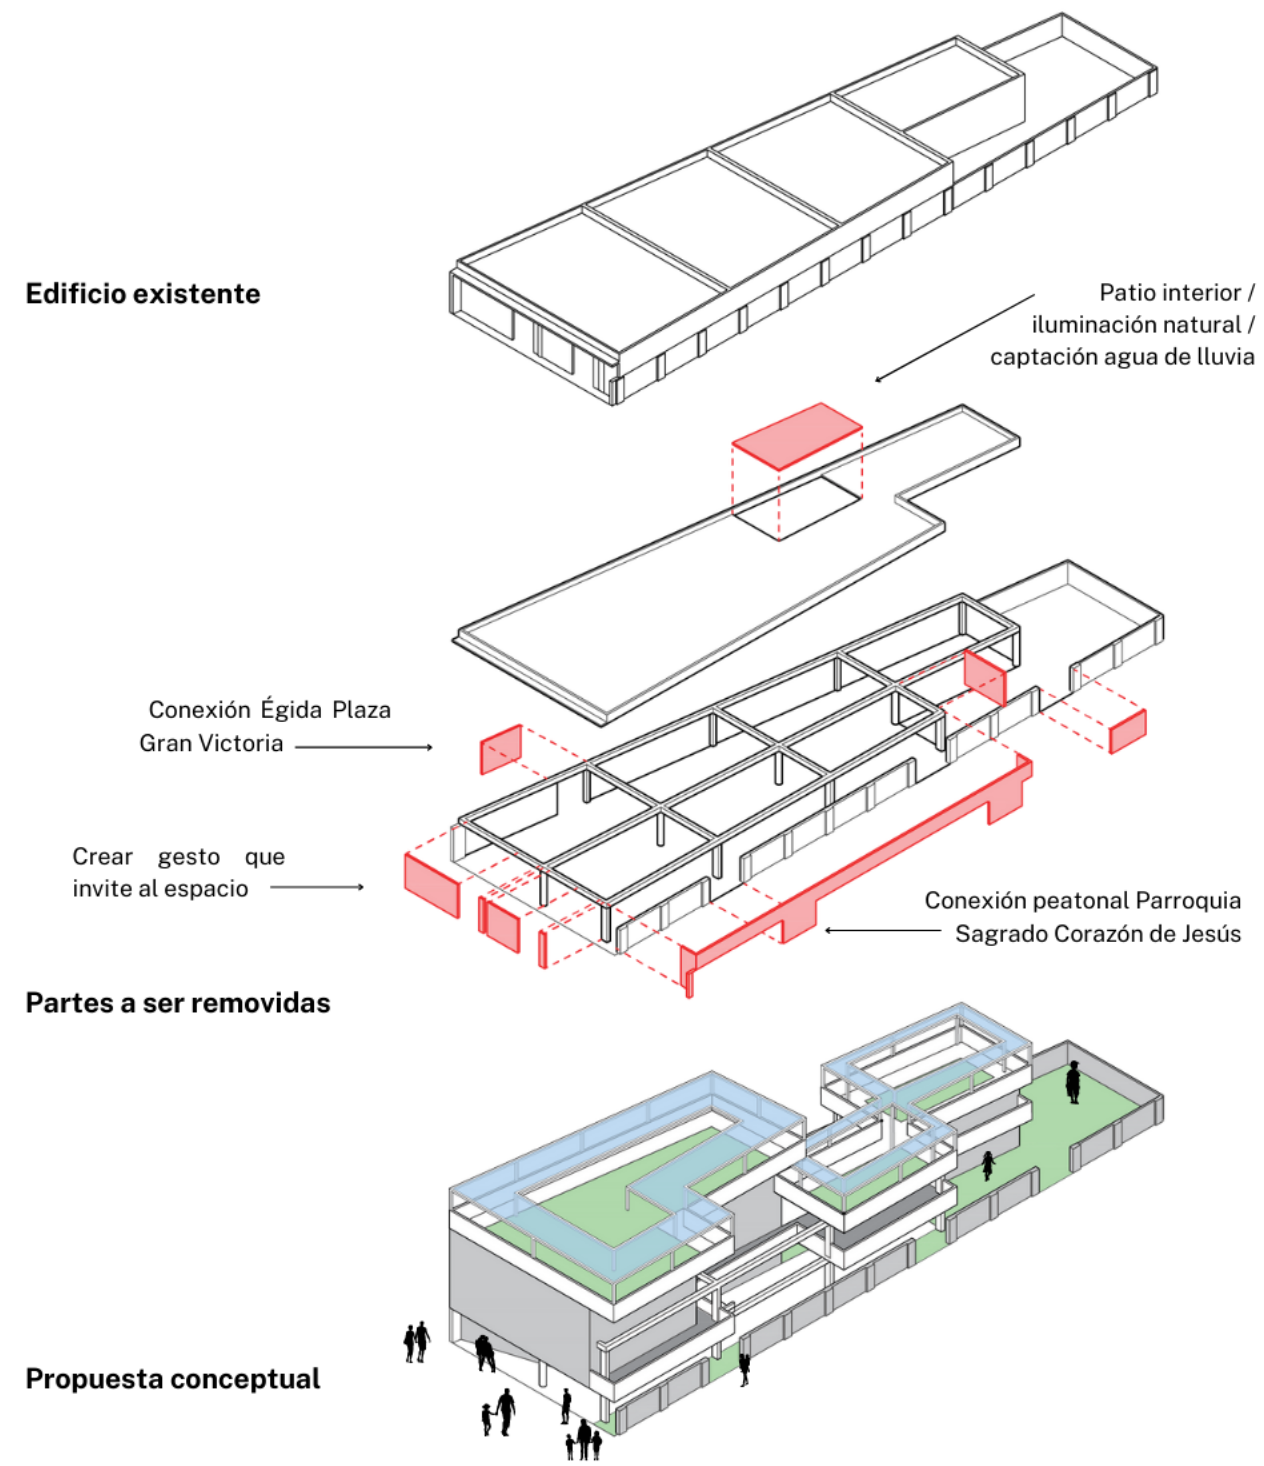 Edificio existente
Patio interior /
iluminación natural /
captación agua de lluvia
Conexión Égida Plaza
Gran Victoria
Crear gesto que
invite al espacio
Conexión peatonal Parroquia
Sagrado Corazón de Jesús
Partes a ser removidas
Propuesta conceptual